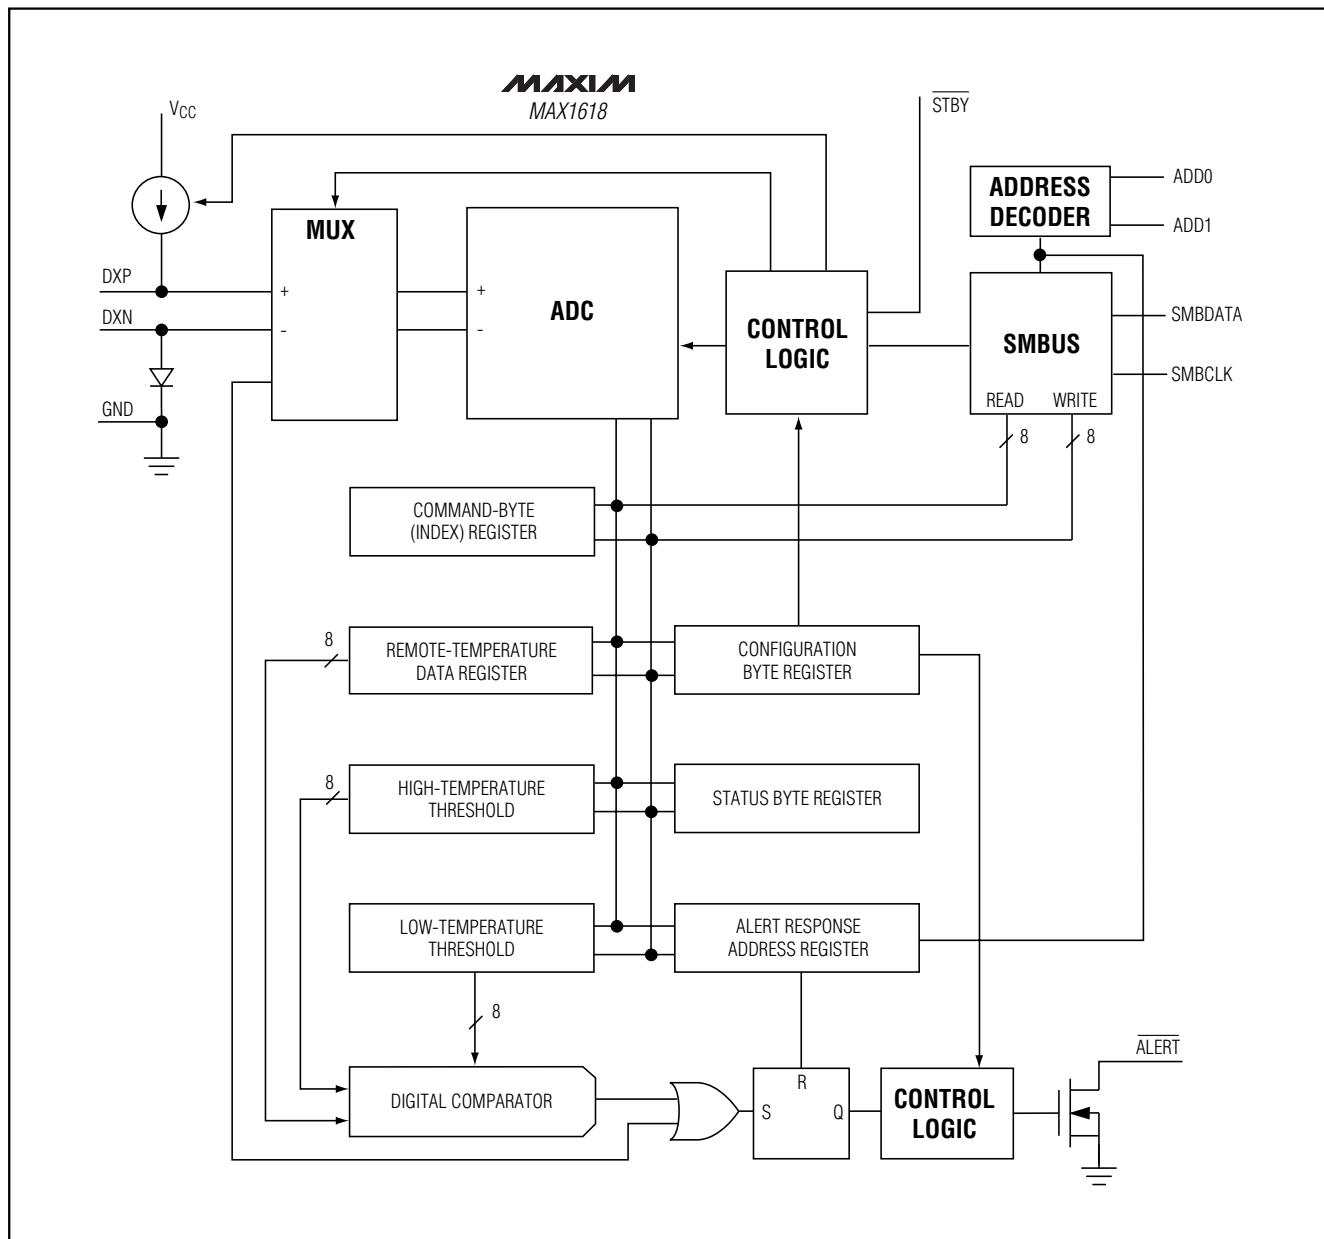 MAXIM
MAX1618
VCC
STBY
ADDRESS
DECODER
ADD0
ADD1
MUX
DXP
+
+
ADC
DXN
-
-
CONTROL
LOGIC
SMBUS
SMBDATA
SMBCLK
READ
WRITE
GND
8
8
COMMAND-BYTE
(INDEX) REGISTER
8
REMOTE-TEMPERATURE
DATA REGISTER
CONFIGURATION
BYTE REGISTER
8
HIGH-TEMPERATURE
THRESHOLD
STATUS BYTE REGISTER
LOW-TEMPERATURE
THRESHOLD
ALERT RESPONSE
ADDRESS REGISTER
8
DIGITAL COMPARATOR
R
S
Q
CONTROL
LOGIC
ALERT